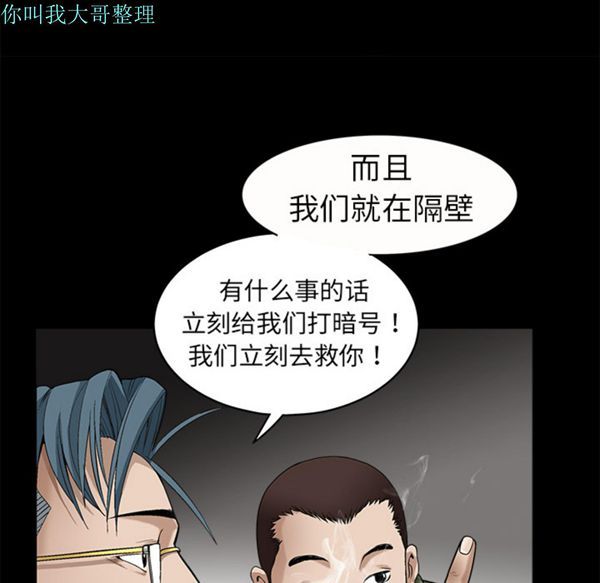 你叫我大哥整理
而且
我们就在隔壁
有什么事的话
立刻给我们打暗号！
我们立刻去救你！